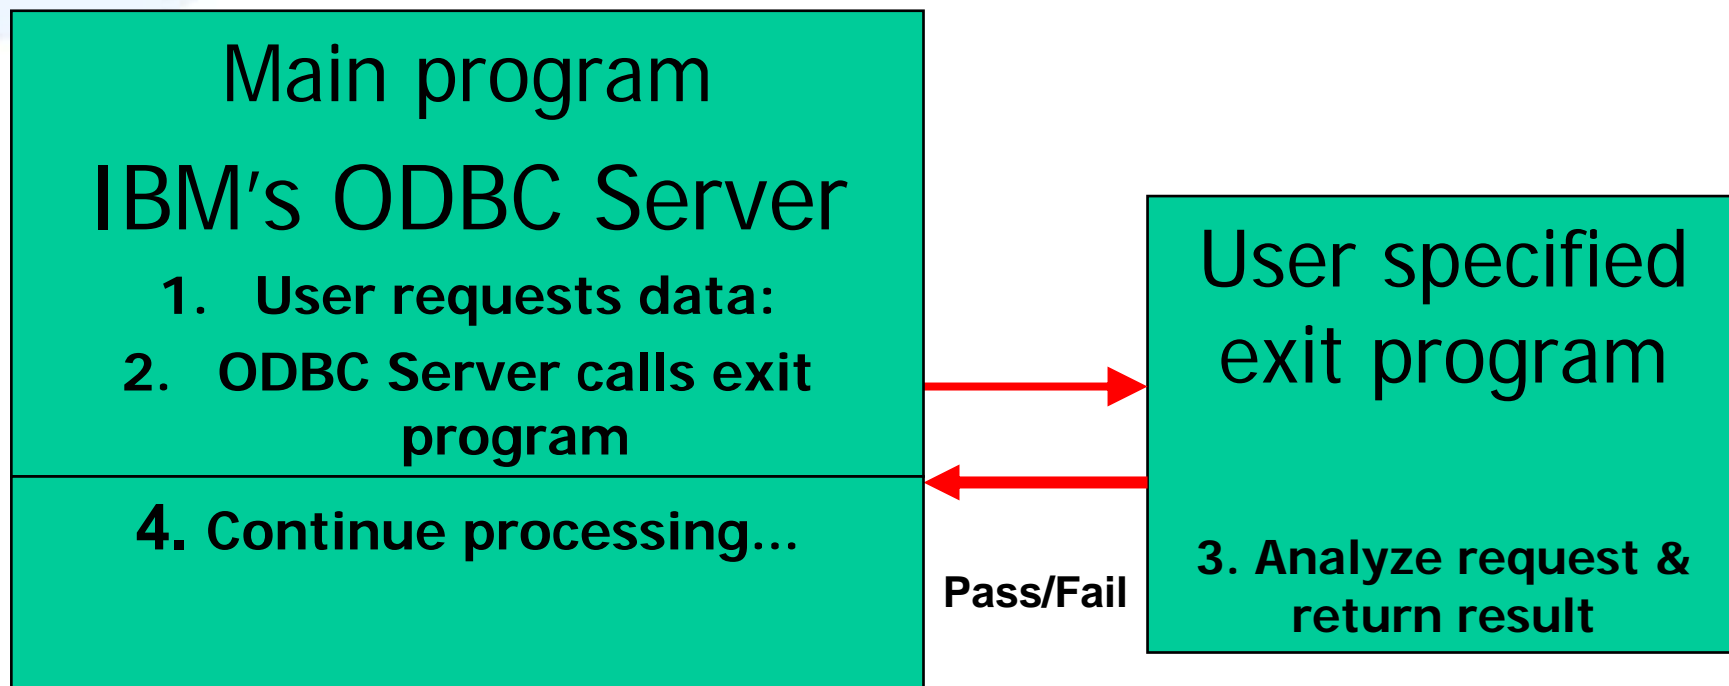 Main program
IBM's ODBC Server
1. User requests data:
2. ODBC Server calls exit
program
4. Continue processing...
Pass/Fail
User specified
exit program
3. Analyze request &
return result